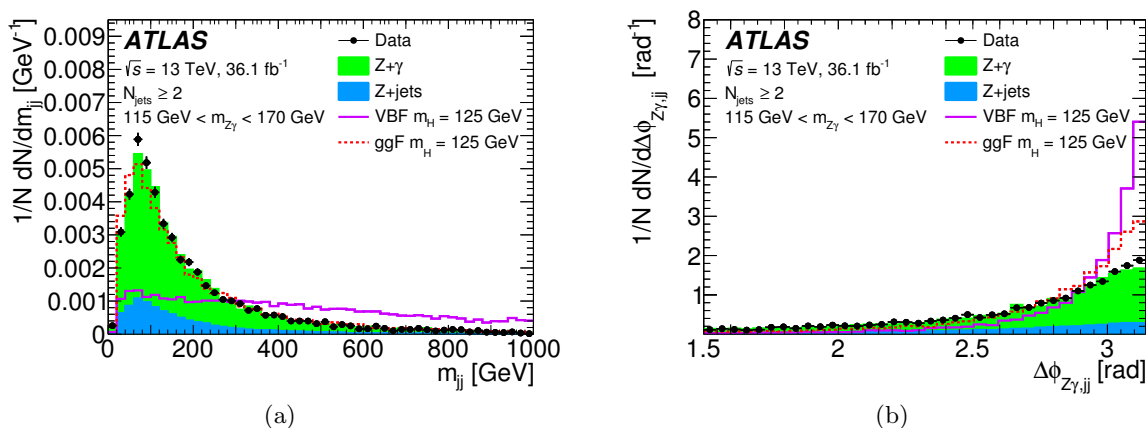 1/N dN/dm_jj [GeV⁻¹]
0.009
0.008
0.007
0.006
0.005
0.004
0.003
0.002
0.001
0
ATLAS
√s = 13 TeV, 36.1 fb⁻¹
N_jets ≥ 2
115 GeV < m_Zγ < 170 GeV
Data
Z+γ
Z+jets
VBF m_H = 125 GeV
ggF m_H = 125 GeV
0 200 400 600 800 1000
m_jj [GeV]
(a)
1/N dN/dΔϕ_Zγ,jj [rad⁻¹]
8
7
6
5
4
3
2
1
0
ATLAS
√s = 13 TeV, 36.1 fb⁻¹
N_jets ≥ 2
115 GeV < m_Zγ < 170 GeV
Data
Z+γ
Z+jets
VBF m_H = 125 GeV
ggF m_H = 125 GeV
1.5 2 2.5 3
Δϕ_Zγ,jj [rad]
(b)